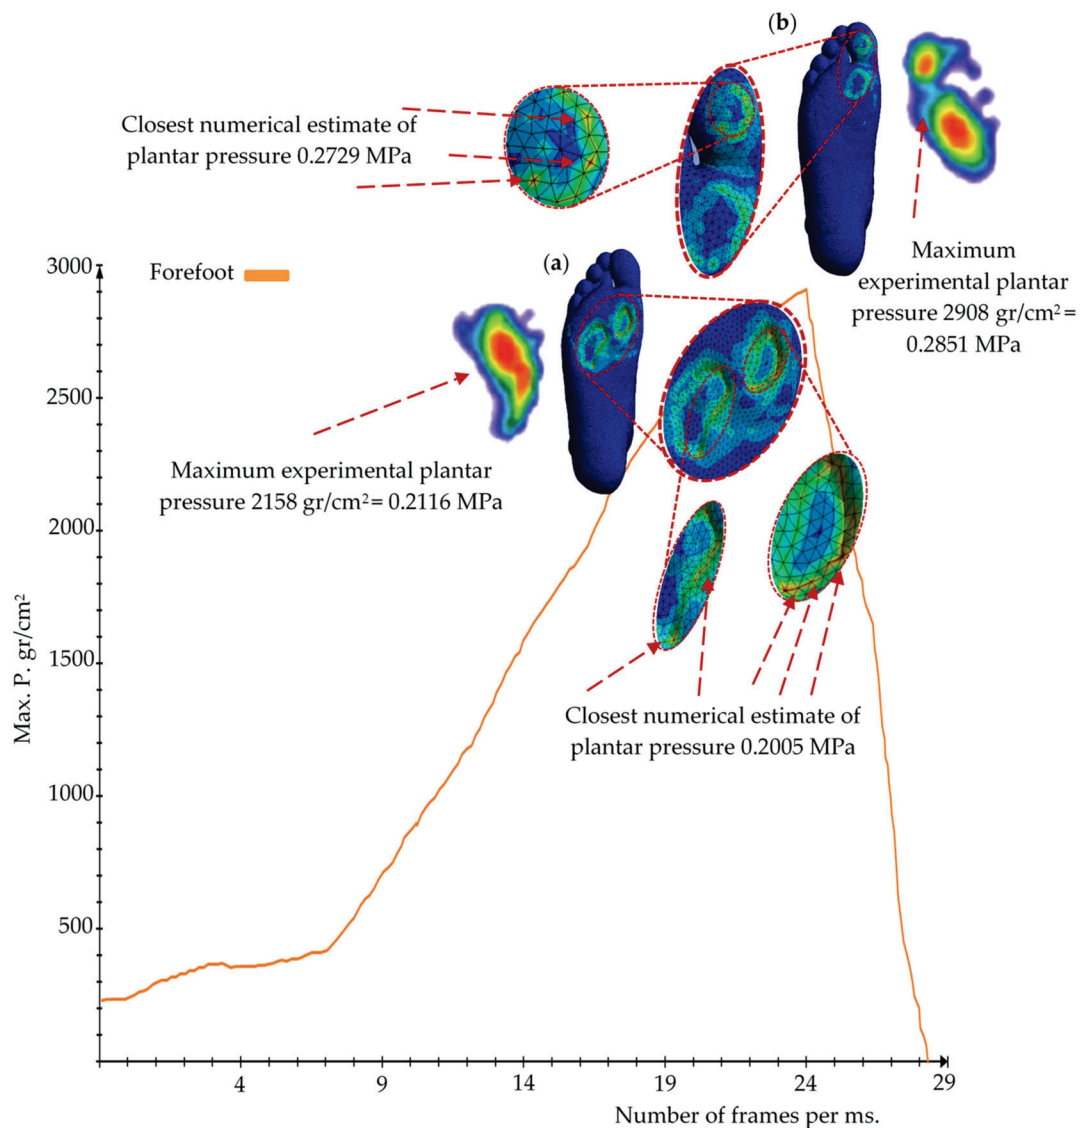 (b)
Closest numerical estimate of
plantar pressure 0.2729 MPa
Maximum
experimental plantar
pressure 2908 gr/cm²=
0.2851 MPa
3000
Forefoot
(a)
2500
Maximum experimental plantar
pressure 2158 gr/cm²= 0.2116 MPa
2000
Max. P. gr/cm²
1500
Closest numerical estimate of
plantar pressure 0.2005 MPa
1000
500
4 9 14 19 24 29
Number of frames per ms.